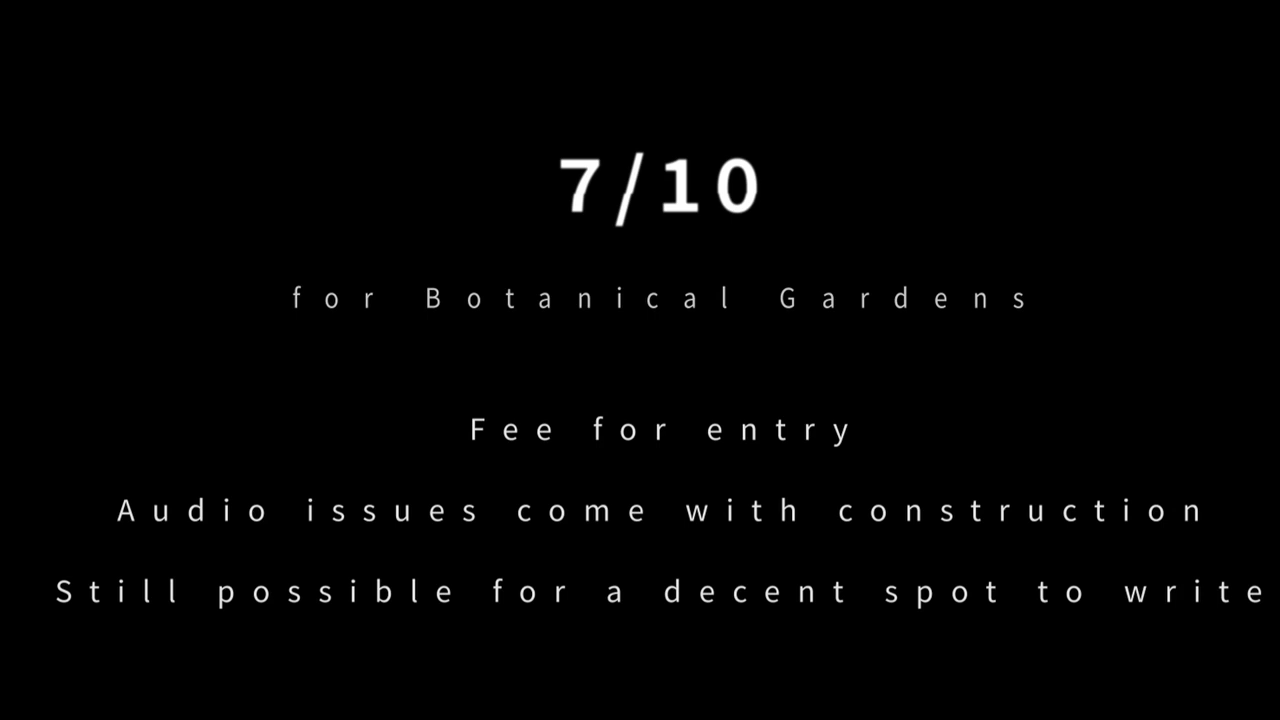 7/10
for Botanical Gardens
Fee for entry
Audio issues come with construction
Still possible for a decent spot to write